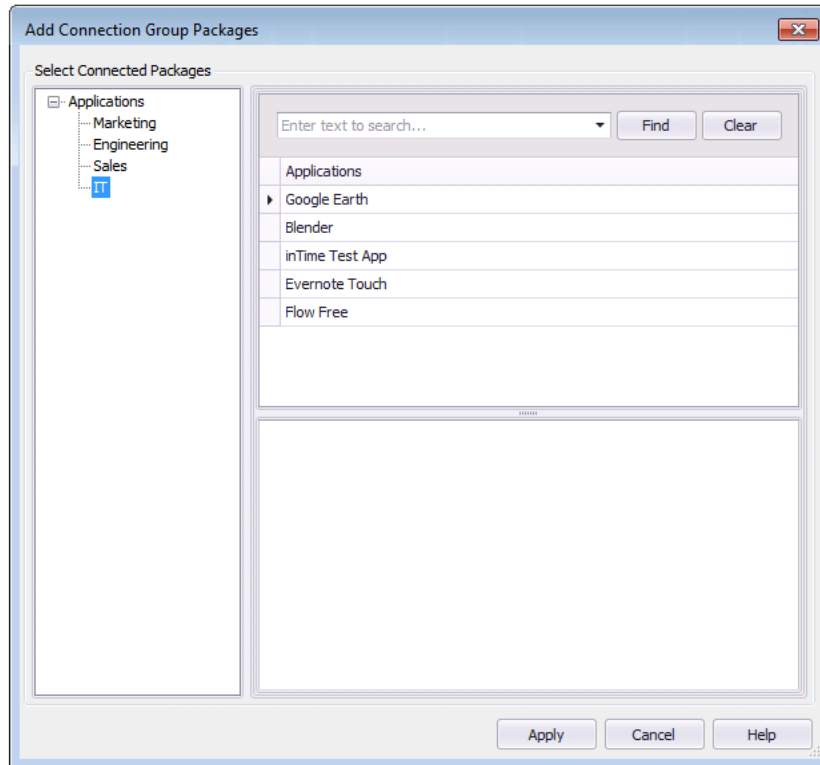 Add Connection Group Packages
Select Connected Packages
Applications
Marketing
Engineering
Sales
IT
Enter text to search...
Find
Clear
Applications
Google Earth
Blender
inTime Test App
Evernote Touch
Flow Free
Apply
Cancel
Help